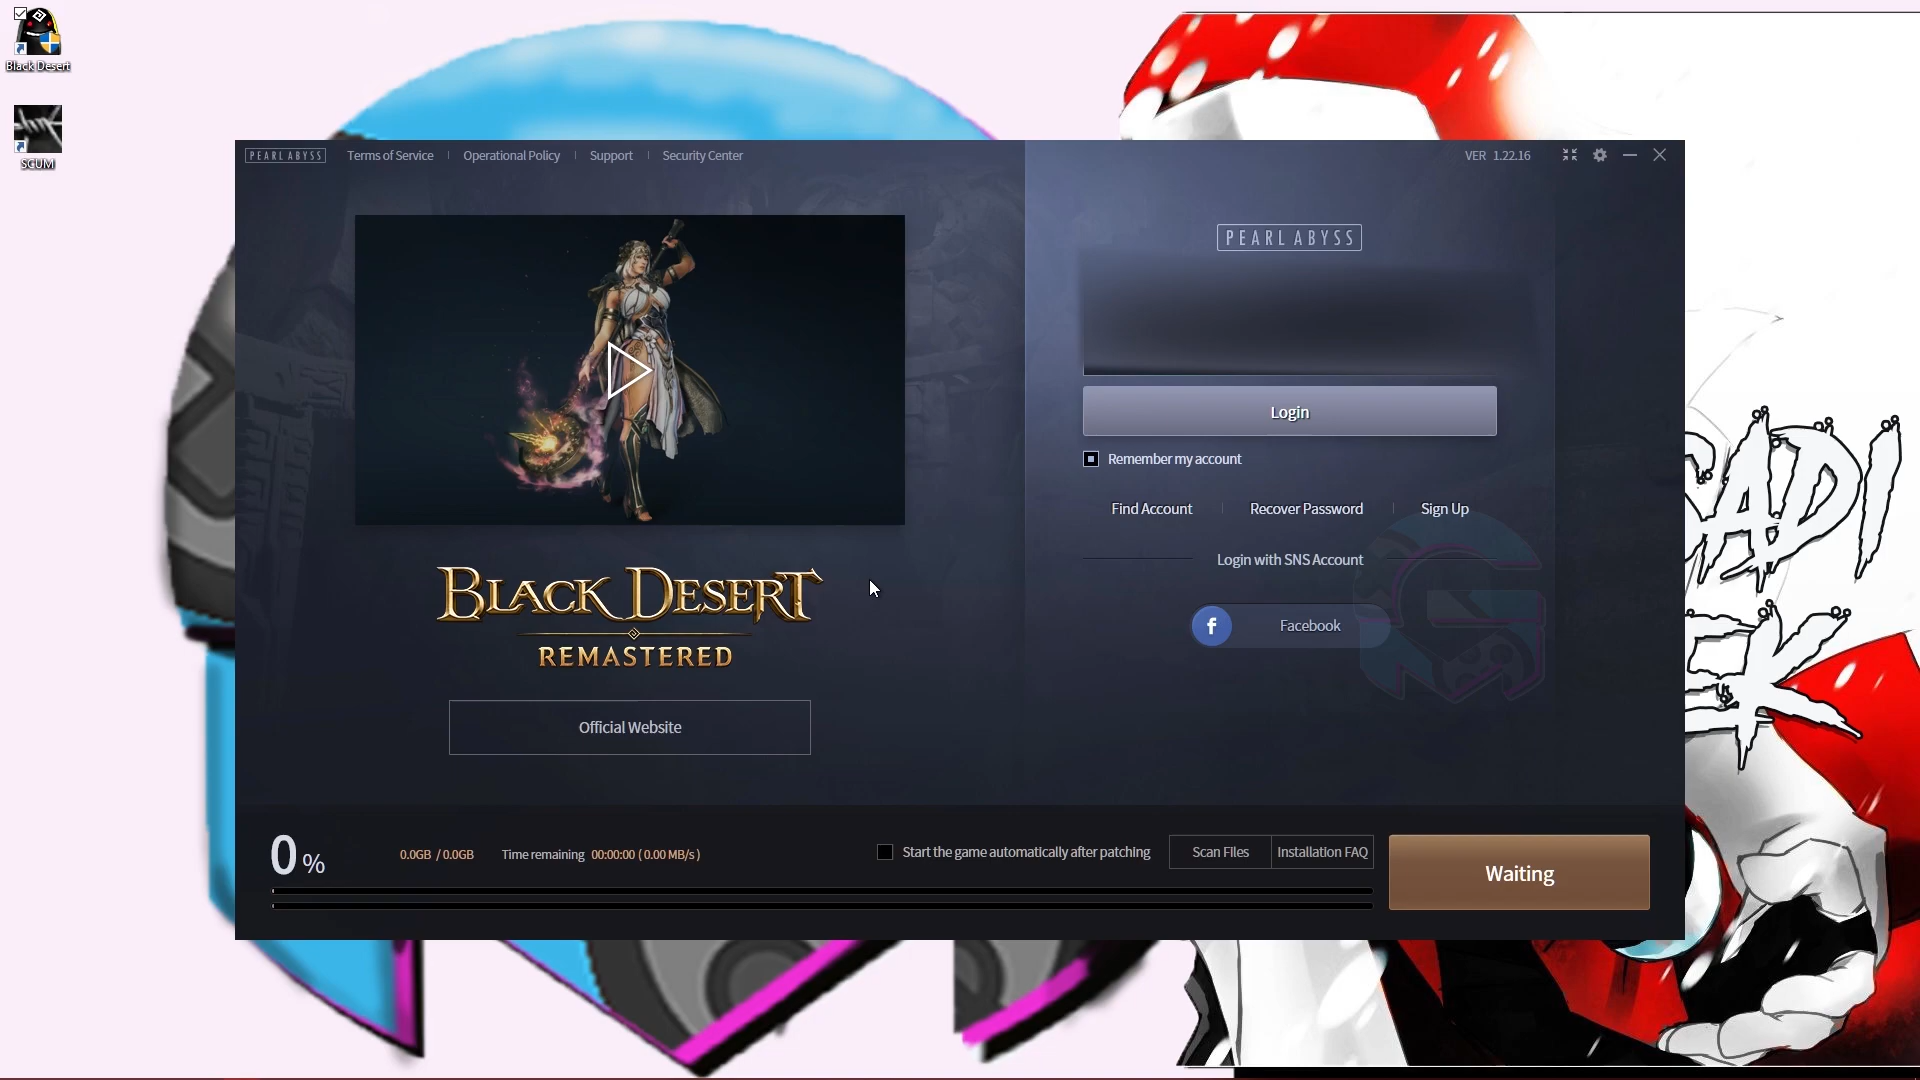 Black Desert
SCUM
PEARL ABYSS
Terms of Service
Operational Policy
Support
Security Center
VER 1.22.16
PEARL ABYSS
Login
Remember my account
Find Account
Recover Password
Sign Up
Login with SNS Account
f
Facebook
BLACK DESERT
REMASTERED
Official Website
0 %
0.0GB / 0.0GB
Time remaining 00:00:00 ( 0.00 MB/s )
Start the game automatically after patching
Scan Files
Installation FAQ
Waiting